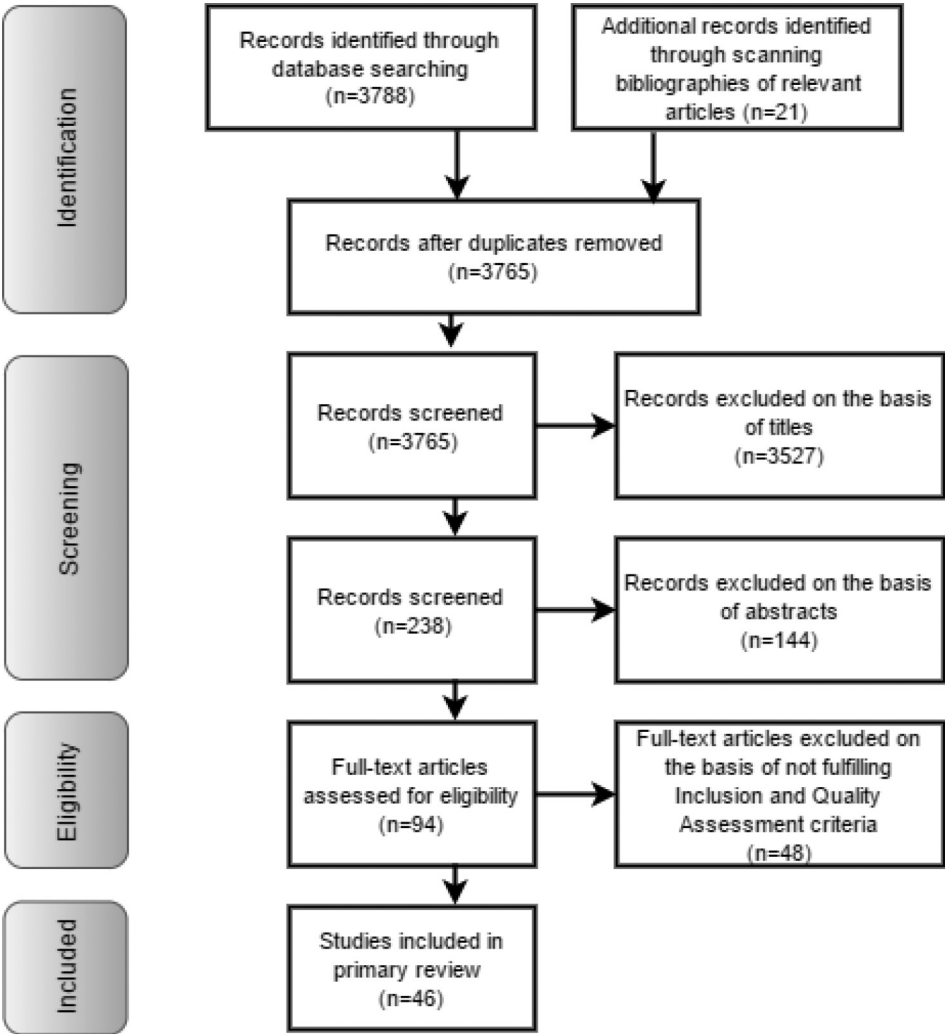 Identification
Records identified through
database searching
(n=3788)
Additional records identified
through scanning
bibliographies of relevant
articles (n=21)
Records after duplicates removed
(n=3765)
Screening
Records screened
(n=3765)
Records excluded on the basis
of titles
(n=3527)
Records screened
(n=238)
Records excluded on the basis
of abstracts
(n=144)
Eligibility
Full-text articles
assessed for eligibility
(n=94)
Full-text articles excluded on
the basis of not fulfilling
Inclusion and Quality
Assessment criteria
(n=48)
Included
Studies included in
primary review
(n=46)